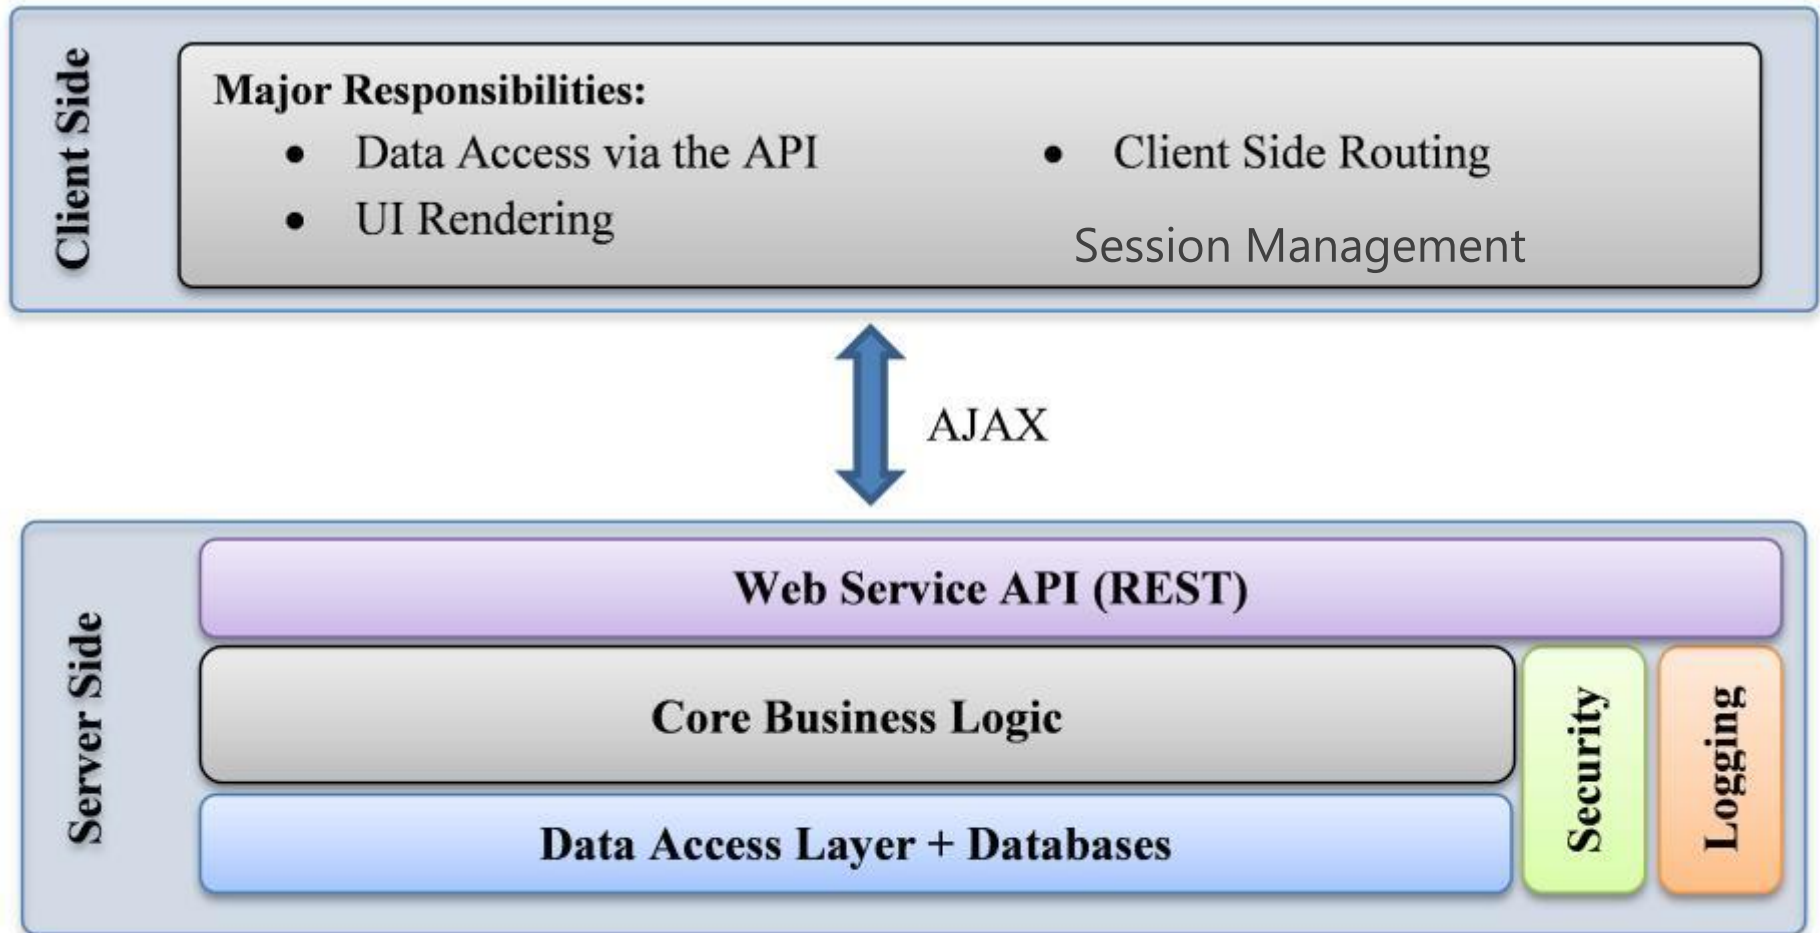 Client Side
Major Responsibilities:
• Data Access via the API
• Client Side Routing
• UI Rendering
Session Management
AJAX
Server Side
Web Service API (REST)
Core Business Logic
Security
Logging
Data Access Layer + Databases